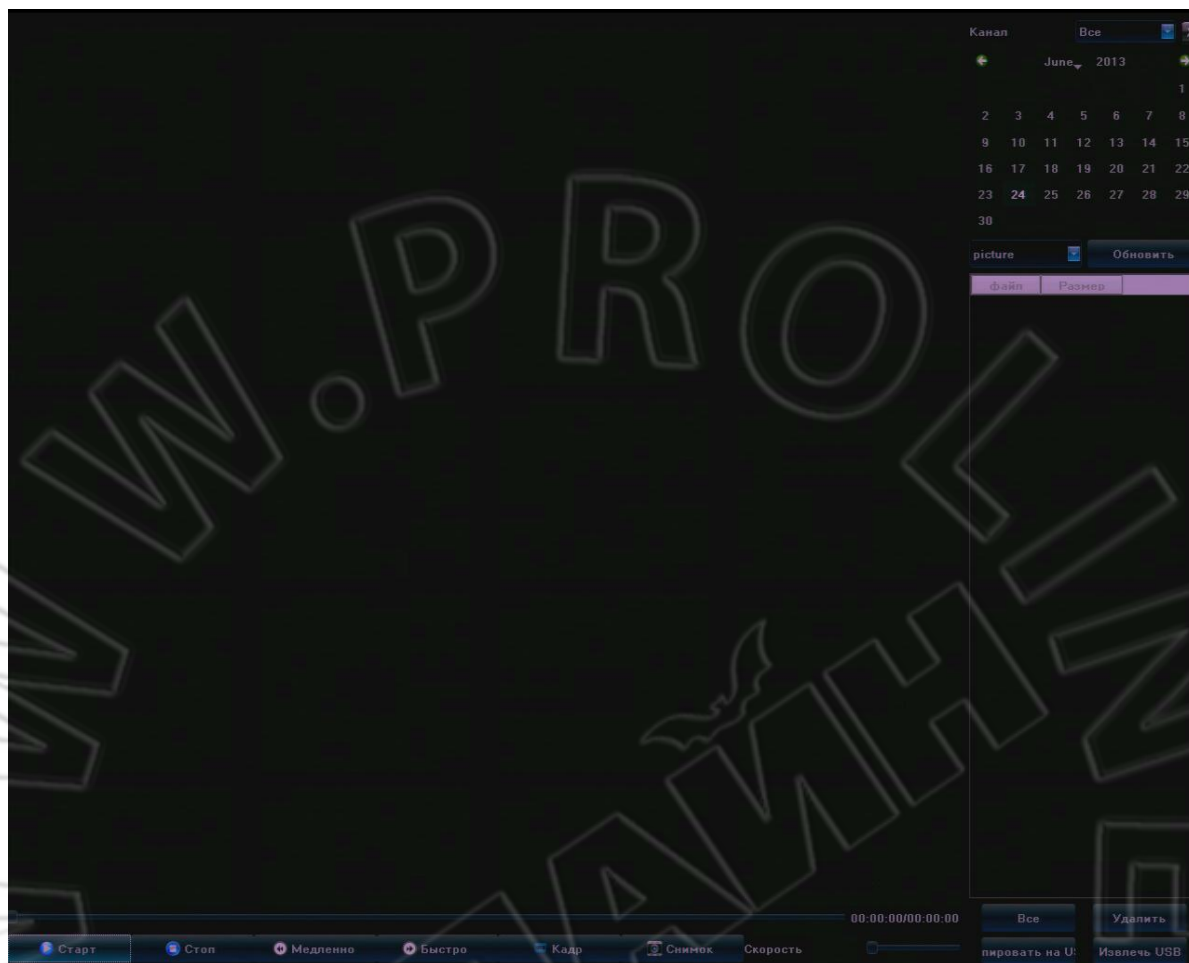 Канал Все
June 2013
1
2 3 4 5 6 7 8
9 10 11 12 13 14 15
16 17 18 19 20 21 22
23 24 25 26 27 28 29
30
picture Обновить
файл Размер
WW.PROLINE
ЛАЙН
00:00:00/00:00:00
Все Удалить
Старт Стоп Медленно Быстро Кадр Снимок Скорость
пировать на US Извлечь USB